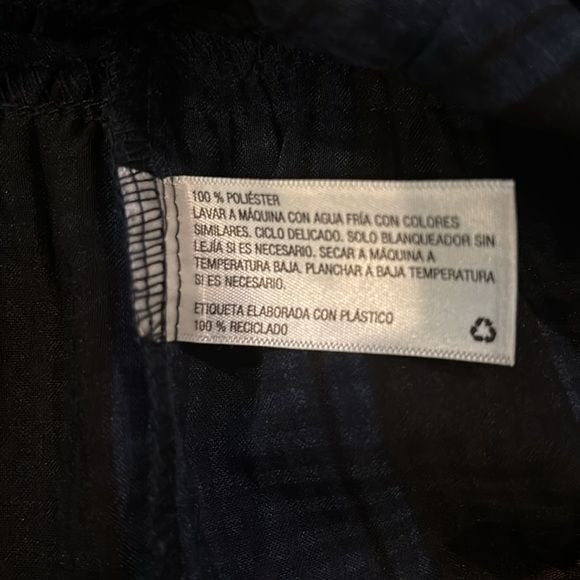 100 % POLIÉSTER
LAVAR A MÁQUINA CON AGUA FRÍA CON COLORES
SIMILARES. CICLO DELICADO. SOLO BLANQUEADOR SIN
LEJÍA SI ES NECESARIO. SECAR A MÁQUINA A
TEMPERATURA BAJA. PLANCHAR A BAJA TEMPERATURA
SI ES NECESARIO.
ETIQUETA ELABORADA CON PLÁSTICO
100 % RECICLADO